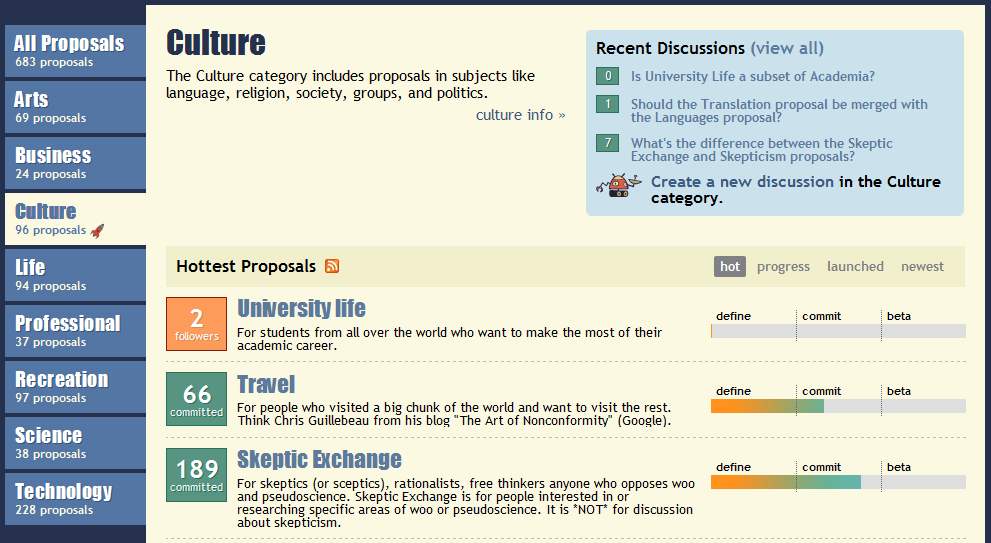 All Proposals
683 proposals
Arts
69 proposals
Business
24 proposals
Culture
96 proposals
Life
94 proposals
Professional
37 proposals
Recreation
97 proposals
Science
38 proposals
Technology
228 proposals
Culture
The Culture category includes proposals in subjects like
language, religion, society, groups, and politics.
culture info »
Recent Discussions (view all)
0 Is University Life a subset of Academia?
1 Should the Translation proposal be merged with
the Languages proposal?
7 What's the difference between the Skeptic
Exchange and Skepticism proposals?
Create a new discussion in the Culture
category.
Hottest Proposals
hot progress launched newest
2
followers
University life
For students from all over the world who want to make the most of their
academic career.
define commit beta
66
committed
Travel
For people who visited a big chunk of the world and want to visit the rest.
Think Chris Guillebeau from his blog "The Art of Nonconformity" (Google).
define commit beta
189
committed
Skeptic Exchange
For skeptics (or sceptics), rationalists, free thinkers anyone who opposes woo
and pseudoscience. Skeptic Exchange is for people interested in or
researching specific areas of woo or pseudoscience. It is *NOT* for discussion
about skepticism.
define commit beta